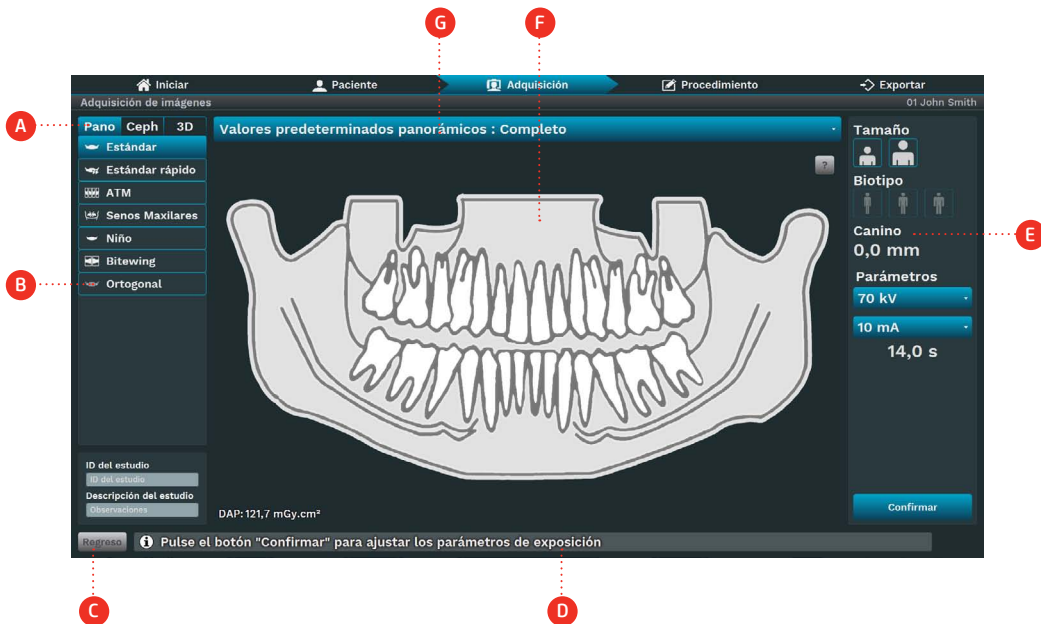 G
F
Iniciar
Paciente
Adquisición
Procedimiento
Exportar
Adquisición de imágenes
01 John Smith
A
Pano Ceph 3D
Valores predeterminados panorámicos : Completo
Tamaño
Estándar
?
Estándar rápido
ATM
Biotipo
Senos Maxilares
Niño
Canino
E
0,0 mm
Bitewing
Parámetros
B
Ortogonal
70 kV
10 mA
14,0 s
ID del estudio
ID del estudio
Descripción del estudio
Observaciones
DAP: 121,7 mGy.cm²
Confirmar
Regreso
Pulse el botón "Confirmar" para ajustar los parámetros de exposición
C
D